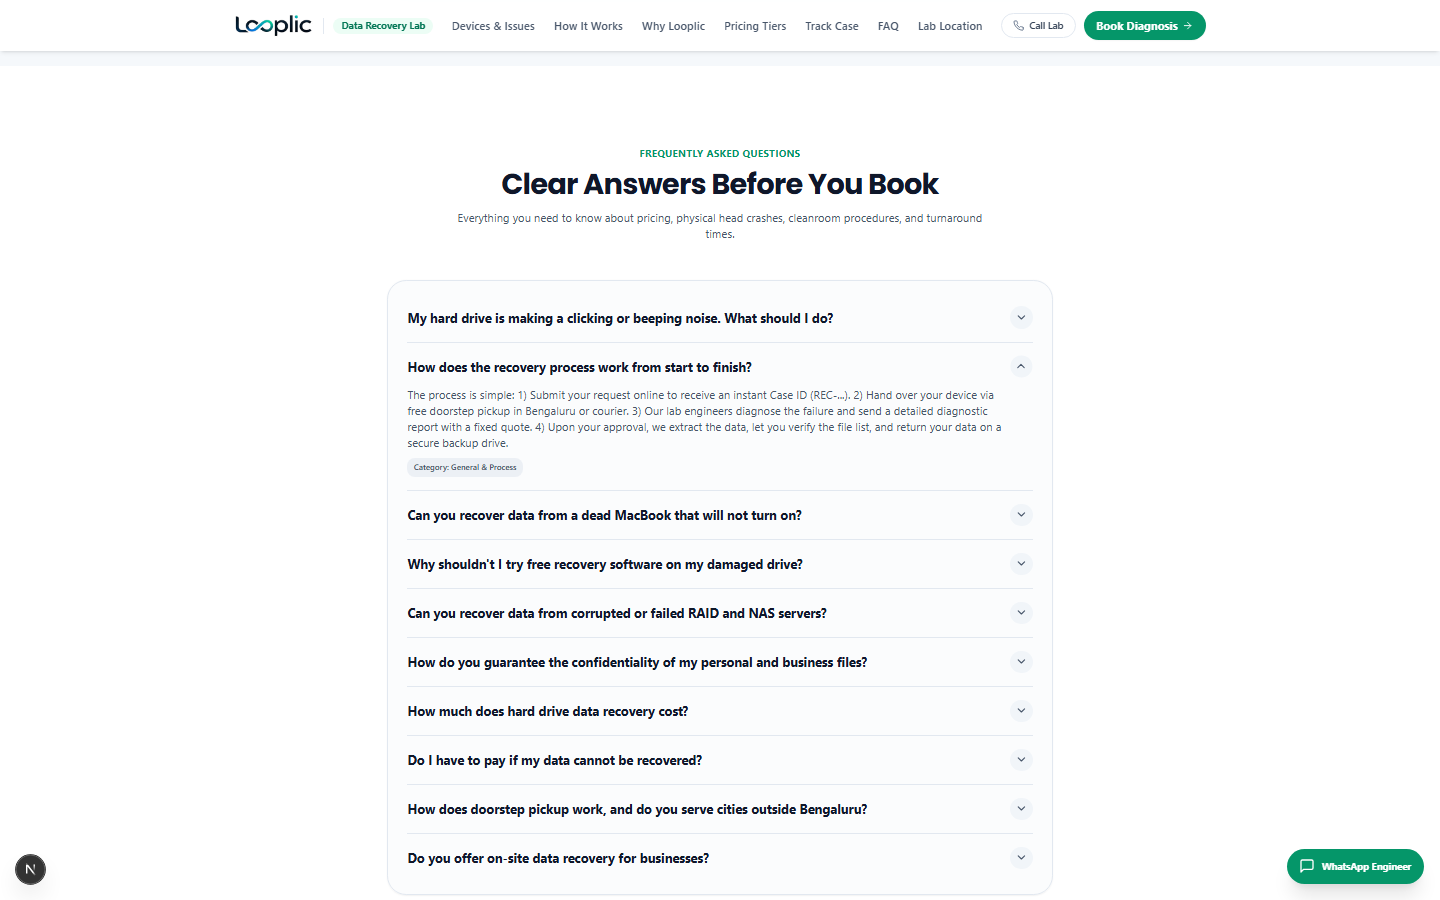 Looplic
Data Recovery Lab
Devices & Issues
How It Works
Why Looplic
Pricing Tiers
Track Case
FAQ
Lab Location
Call Lab
Book Diagnosis →
FREQUENTLY ASKED QUESTIONS
Clear Answers Before You Book
Everything you need to know about pricing, physical head crashes, cleanroom procedures, and turnaround
times.
My hard drive is making a clicking or beeping noise. What should I do?
How does the recovery process work from start to finish?
The process is simple: 1) Submit your request online to receive an instant Case ID (REC-...). 2) Hand over your device via
free doorstep pickup in Bengaluru or courier. 3) Our lab engineers diagnose the failure and send a detailed diagnostic
report with a fixed quote. 4) Upon your approval, we extract the data, let you verify the file list, and return your data on a
secure backup drive.
Category: General & Process
Can you recover data from a dead MacBook that will not turn on?
Why shouldn't I try free recovery software on my damaged drive?
Can you recover data from corrupted or failed RAID and NAS servers?
How do you guarantee the confidentiality of my personal and business files?
How much does hard drive data recovery cost?
Do I have to pay if my data cannot be recovered?
How does doorstep pickup work, and do you serve cities outside Bengaluru?
Do you offer on-site data recovery for businesses?
N
WhatsApp Engineer